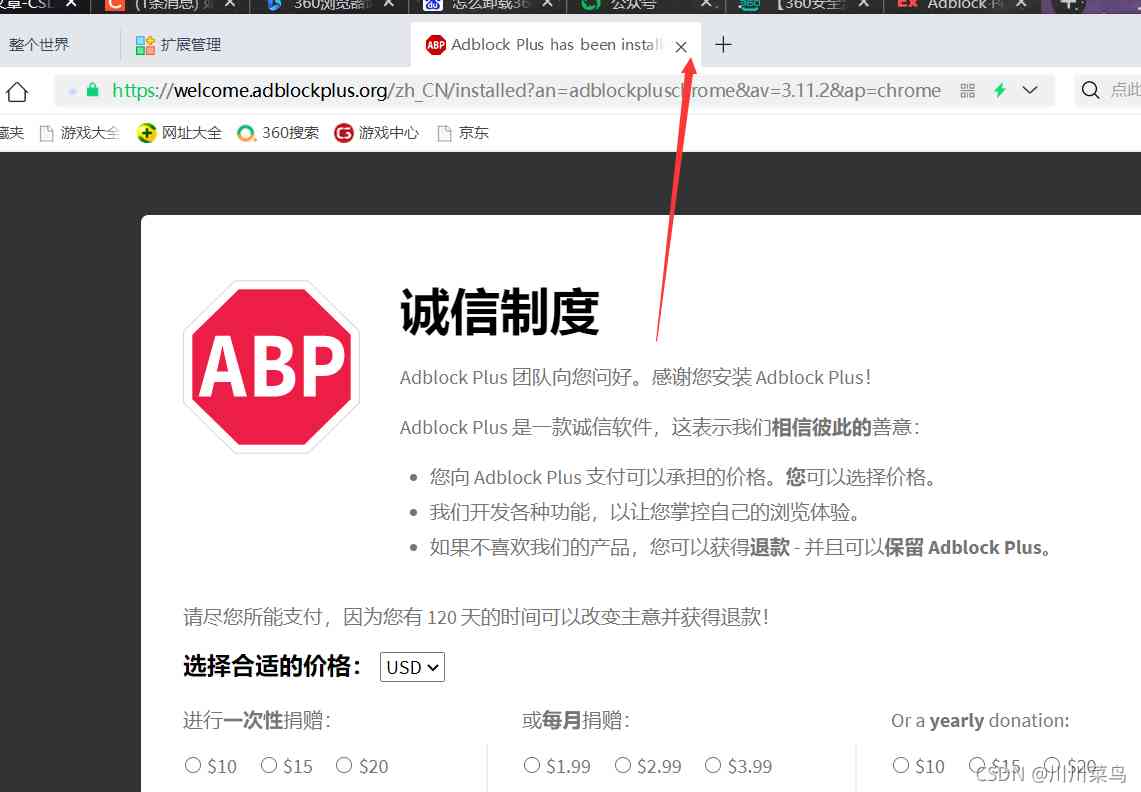 文章-CSD
(1条消息)
360浏览器
怎么卸载36
公众号
【360安全
Adblock P
整个世界
扩展管理
Adblock Plus has been install
https://welcome.adblockplus.org/zh_CN/installed?an=adblockpluschrome&av=3.11.2&ap=chrome
点此
藏夹
游戏大全
网址大全
360搜索
游戏中心
京东
ABP
诚信制度
Adblock Plus 团队向您问好。感谢您安装 Adblock Plus！
Adblock Plus 是一款诚信软件，这表示我们相信彼此的善意：
您向 Adblock Plus 支付可以承担的价格。您可以选择价格。
我们开发各种功能，以让您掌控自己的浏览体验。
如果不喜欢我们的产品，您可以获得退款 - 并且可以保留 Adblock Plus。
请尽您所能支付，因为您有 120 天的时间可以改变主意并获得退款！
选择合适的价格： USD
进行一次性捐赠：
$10 $15 $20
或每月捐赠：
$1.99 $2.99 $3.99
Or a yearly donation:
$10 $15 $20
CSDN @川川菜鸟